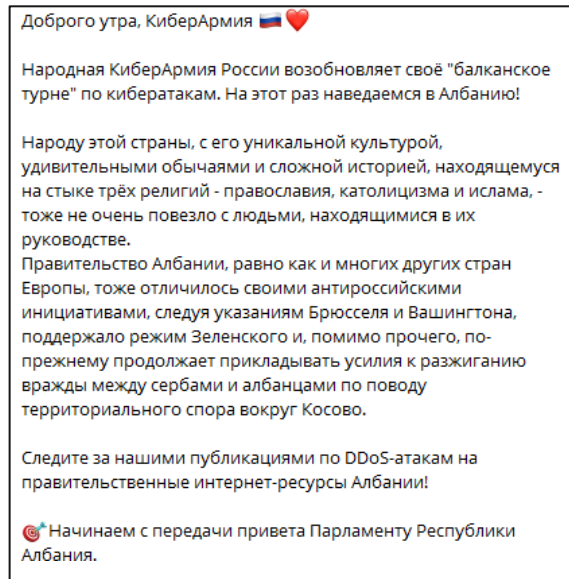 Доброго утра, КиберАрмия 🇷🇺❤️
Народная КиберАрмия России возобновляет своё "балканское
турне" по кибератакам. На этот раз наведаемся в Албанию!
Народу этой страны, с его уникальной культурой,
удивительными обычаями и сложной историей, находящемуся
на стыке трёх религий - православия, католицизма и ислама, -
тоже не очень повезло с людьми, находящимися в их
руководстве.
Правительство Албании, равно как и многих других стран
Европы, тоже отличилось своими антироссийскими
инициативами, следуя указаниям Брюсселя и Вашингтона,
поддержало режим Зеленского и, помимо прочего, по-
прежнему продолжает прикладывать усилия к разжиганию
вражды между сербами и албанцами по поводу
территориального спора вокруг Косово.
Следите за нашими публикациями по DDoS-атакам на
правительственные интернет-ресурсы Албании!
🎯Начинаем с передачи привета Парламенту Республики
Албания.